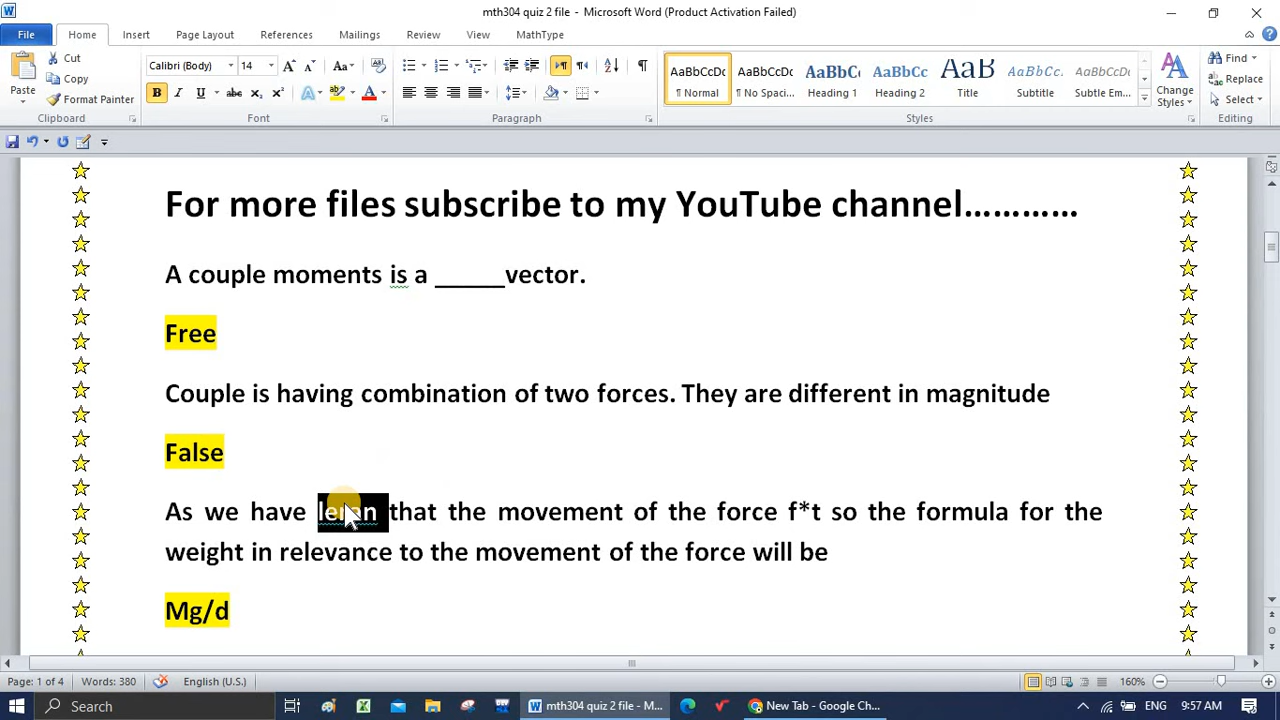 mth304 quiz 2 file - Microsoft Word (Product Activation Failed)
File Home Insert Page Layout References Mailings Review View MathType
Paste
Cut
Copy
Format Painter
Clipboard
Calibri (Body) 14
Font
Paragraph
AaBbCcDc AaBbCcDc AaBbC AaBbCc AaB AaBbCc. AaBbCcDc
¶ Normal ¶ No Spaci... Heading 1 Heading 2 Title Subtitle Subtle Em...
Change Styles
Styles
Find
Replace
Select
Editing
For more files subscribe to my YouTube channel…………
A couple moments is a _____vector.
Free
Couple is having combination of two forces. They are different in magnitude
False
As we have leran that the movement of the force f*t so the formula for the
weight in relevance to the movement of the force will be
Mg/d
Page: 1 of 4 Words: 380 English (U.S.) 160%
Search mth304 quiz 2 file - M... New Tab - Google Ch... ENG 9:57 AM